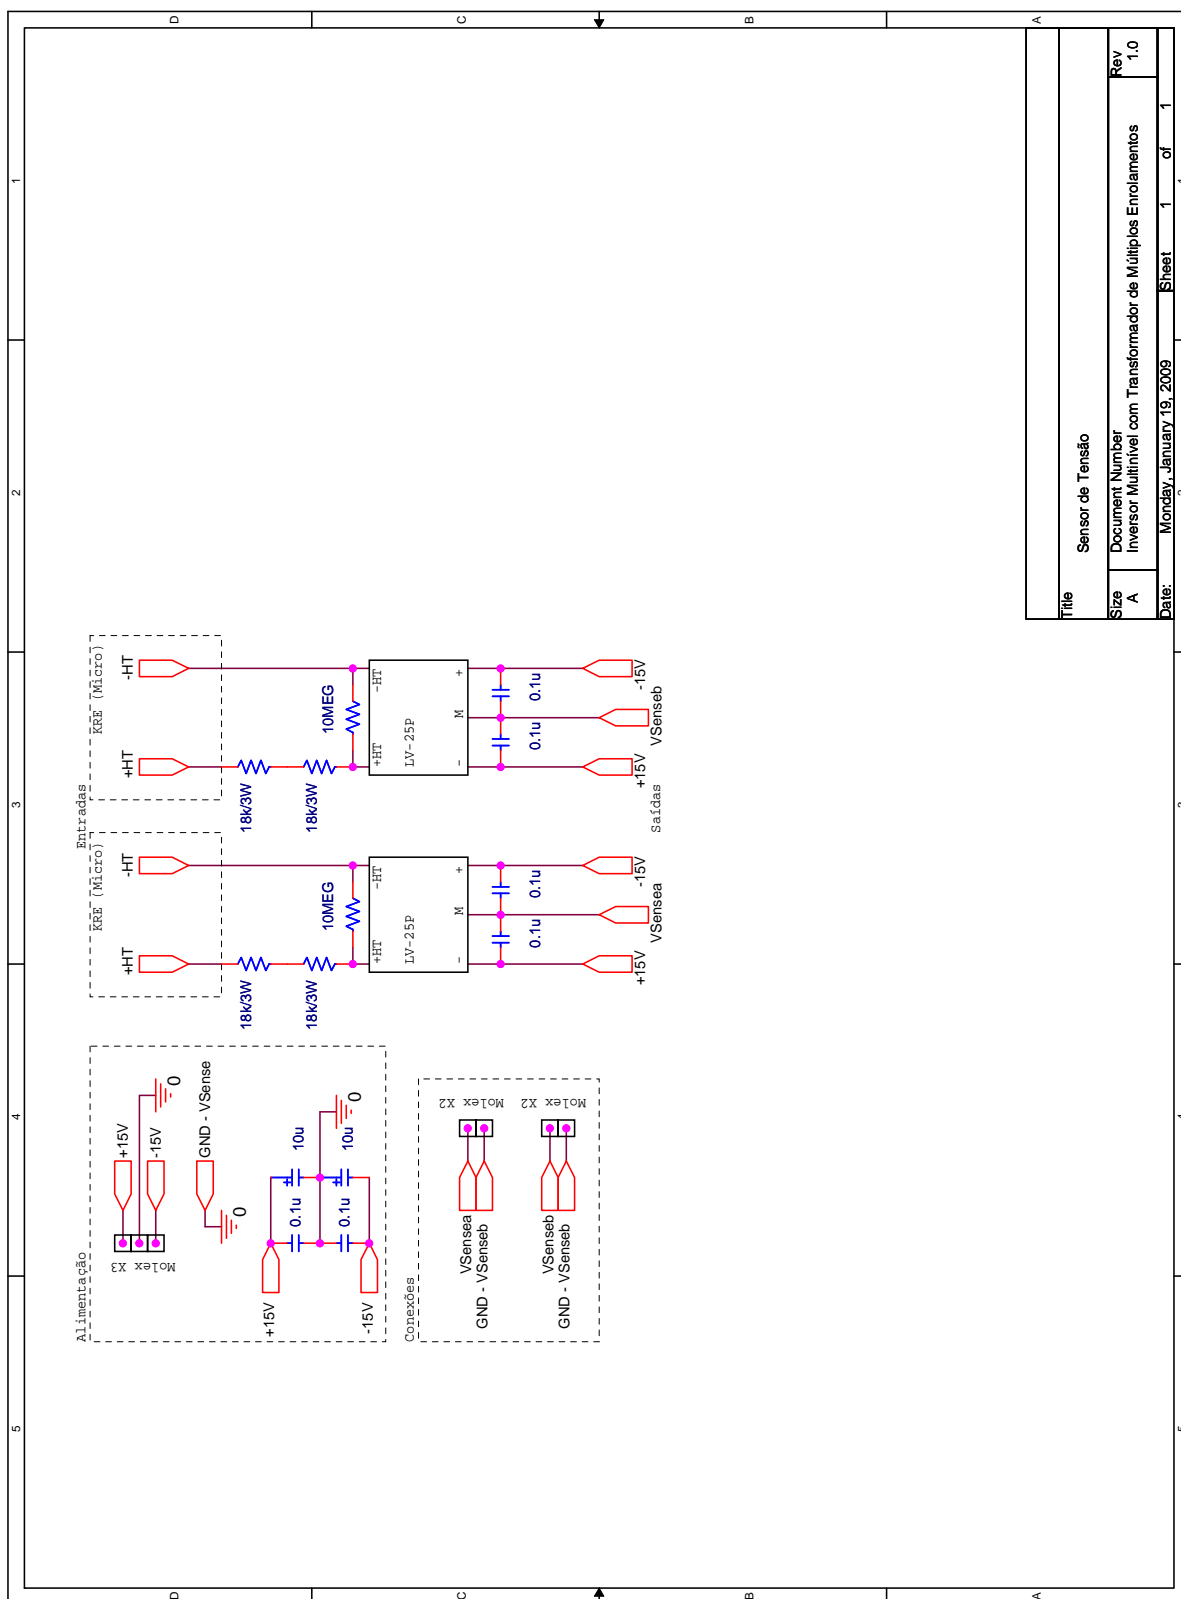 5
4
3
2
1
D
D
C
C
B
B
A
A
Alimentação
Molex X3
+15V
-15V
0
GND - VSense
0
+15V
-15V
0.1u
0.1u
10u
10u
0
Conexões
VSensea
GND - VSenseb
Molex X2
VSenseb
GND - VSenseb
Molex X2
Entradas
KRE (Micro)
+HT
-HT
18k/3W
18k/3W
10MEG
+HT
-HT
LV-25P
-
M
+
0.1u
0.1u
+15V
VSensea
-15V
KRE (Micro)
+HT
-HT
18k/3W
18k/3W
10MEG
+HT
-HT
LV-25P
-
M
+
0.1u
0.1u
+15V
VSenseb
-15V
Saídas
Title
Sensor de Tensão
Size
Document Number
Rev
A
Inversor Multinível com Transformador de Múltiplos Enrolamentos
1.0
Date:
Monday, January 19, 2009
Sheet
1
of
1